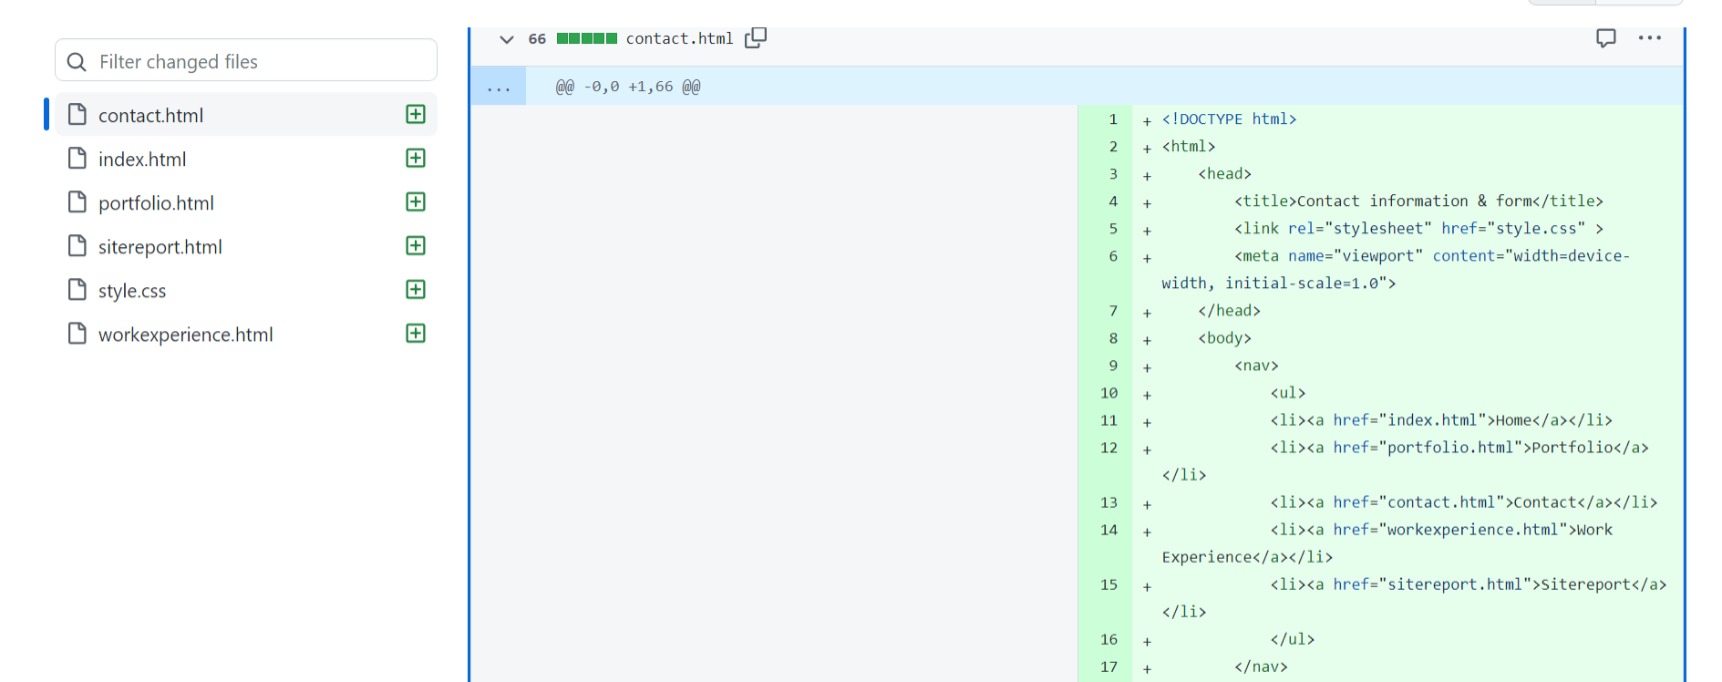 Filter changed files
contact.html
index.html
portfolio.html
sitereport.html
style.css
workexperience.html
66 contact.html
... @@ -0,0 +1,66 @@
1 + <!DOCTYPE html>
2 + <html>
3 + <head>
4 + <title>Contact information & form</title>
5 + <link rel="stylesheet" href="style.css" >
6 + <meta name="viewport" content="width=device-
width, initial-scale=1.0">
7 + </head>
8 + <body>
9 + <nav>
10 + <ul>
11 + <li><a href="index.html">Home</a></li>
12 + <li><a href="portfolio.html">Portfolio</a>
</li>
13 + <li><a href="contact.html">Contact</a></li>
14 + <li><a href="workexperience.html">Work
Experience</a></li>
15 + <li><a href="sitereport.html">Sitereport</a>
</li>
16 + </ul>
17 + </nav>